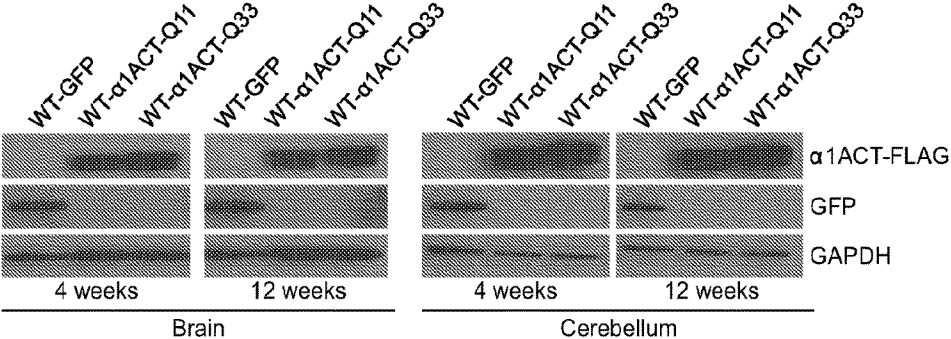 WT-GFP
WT-α1ACT-Q11
WT-α1ACT-Q33
WT-GFP
WT-α1ACT-Q11
WT-α1ACT-Q33
WT-GFP
WT-α1ACT-Q11
WT-α1ACT-Q33
WT-GFP
WT-α1ACT-Q11
WT-α1ACT-Q33
α1ACT-FLAG
GFP
GAPDH
4 weeks 12 weeks 4 weeks 12 weeks
Brain Cerebellum